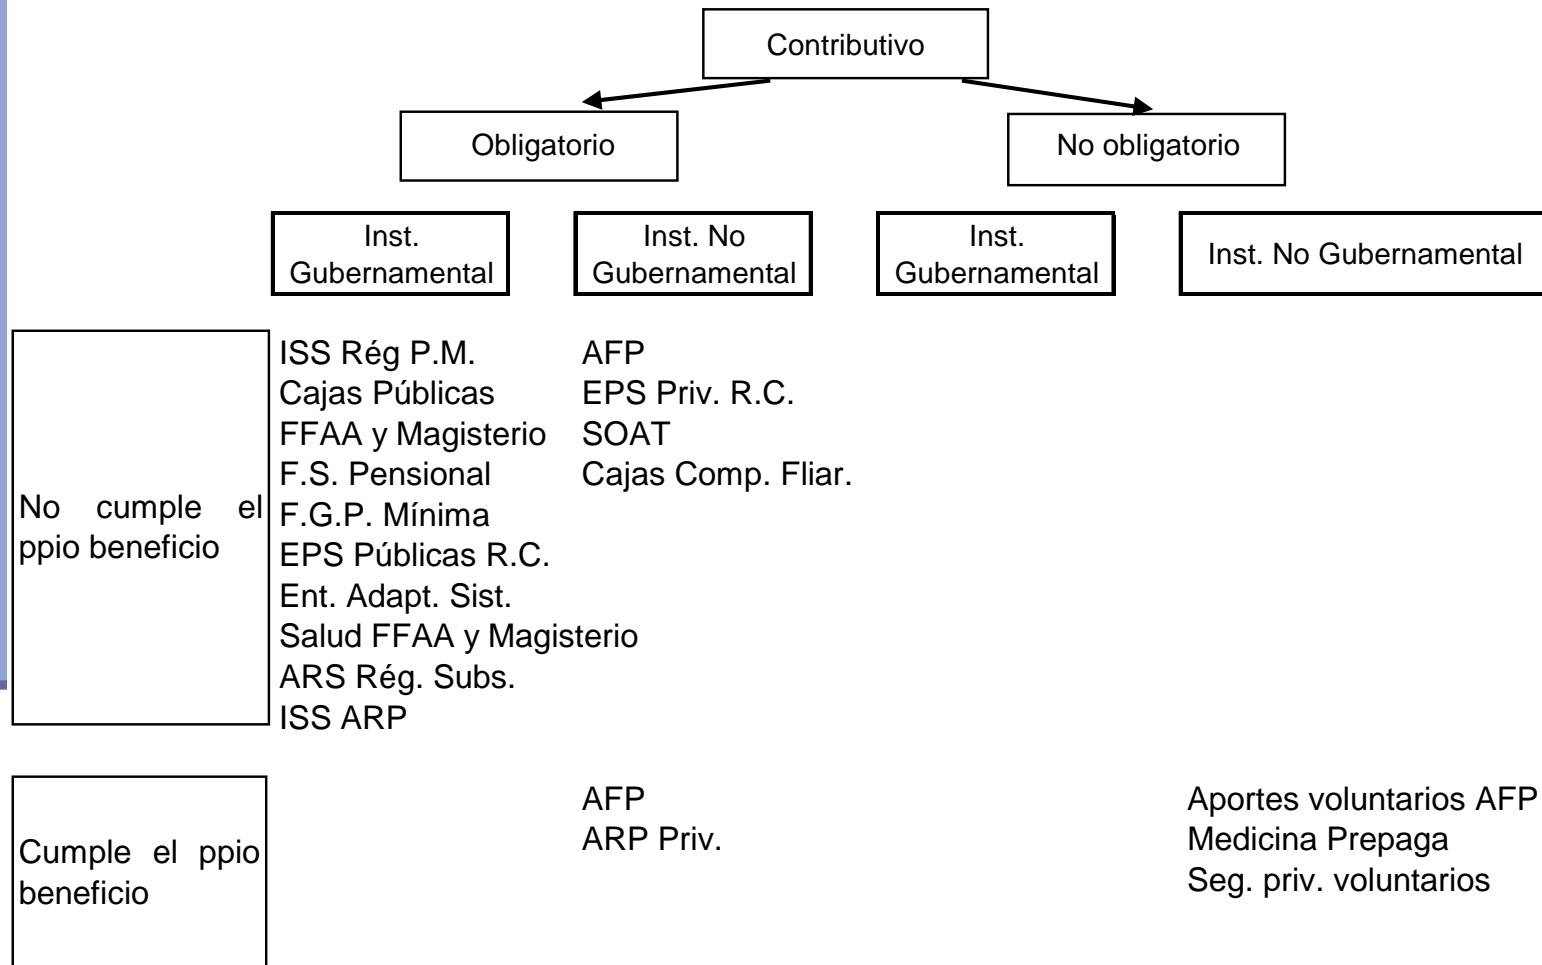 Contributivo
Obligatorio
No obligatorio
Inst.
Gubernamental
Inst. No
Gubernamental
Inst.
Gubernamental
Inst. No Gubernamental
No cumple el
ppio beneficio
ISS Rég P.M.
Cajas Públicas
FFAA y Magisterio
F.S. Pensional
F.G.P. Mínima
EPS Públicas R.C.
Ent. Adapt. Sist.
Salud FFAA y Magisterio
ARS Rég. Subs.
ISS ARP
AFP
EPS Priv. R.C.
SOAT
Cajas Comp. Fliar.
Cumple el ppio
beneficio
AFP
ARP Priv.
Aportes voluntarios AFP
Medicina Prepaga
Seg. priv. voluntarios